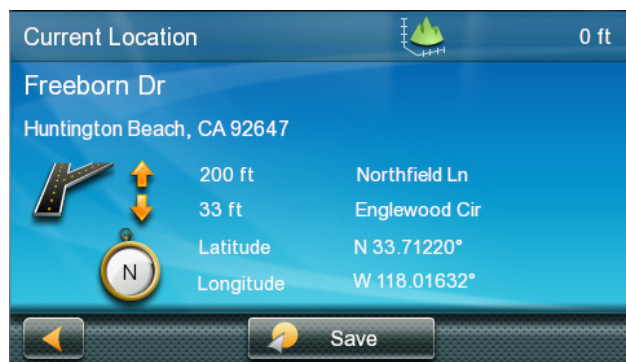 Current Location 0 ft
Freeborn Dr
Huntington Beach, CA 92647
200 ft Northfield Ln
33 ft Englewood Cir
Latitude N 33.71220°
N
Longitude W 118.01632°
Save